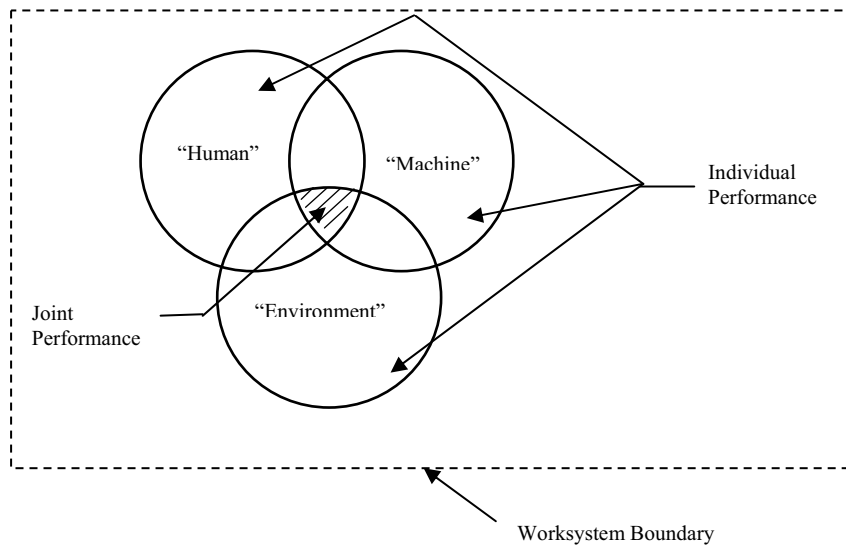 “Human”
“Machine”
Individual
Performance
“Environment”
Joint
Performance
Worksystem Boundary